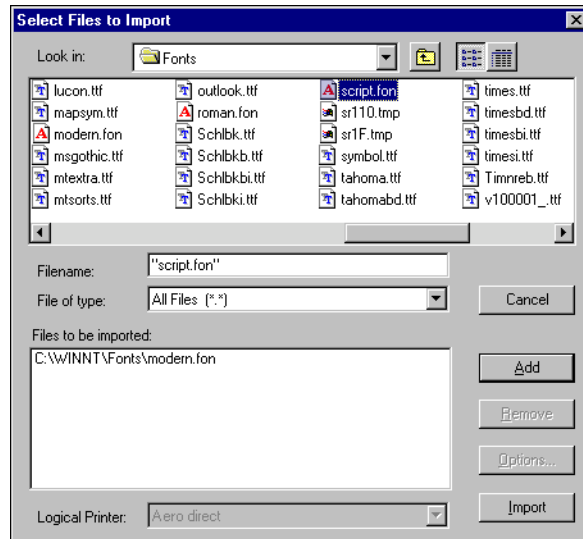 Select Files to Import
Look in: Fonts
lucon.ttf outlook.ttf script.fon times.ttf
mapsym.ttf roman.fon sr110.tmp timesbd.ttf
modern.fon Schlbk.ttf sr1F.tmp timesbi.ttf
msgothic.ttf Schlbkb.ttf symbol.ttf timesi.ttf
mtextra.ttf Schlbkbi.ttf tahoma.ttf Timnreb.ttf
mtsorts.ttf Schlbki.ttf tahomabd.ttf v100001_.ttf
Filename: "script.fon"
File of type: All Files (*.*) Cancel
Files to be imported:
C:\WINNT\Fonts\modern.fon
Add
Remove
Options...
Import
Logical Printer: Aero direct